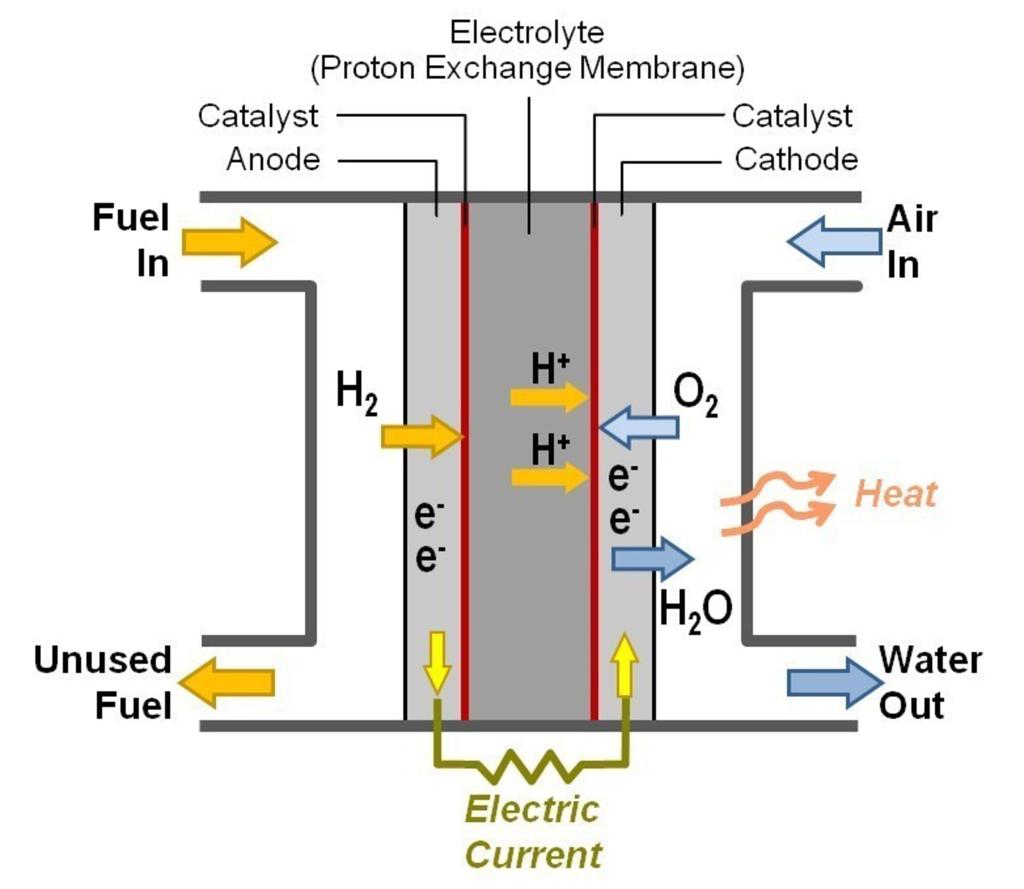 Electrolyte
(Proton Exchange Membrane)
Catalyst
Catalyst
Anode
Cathode
Fuel
In
Air
In
H₂
H⁺
O₂
H⁺
e⁻
e⁻
e⁻
e⁻
Heat
H₂O
Unused
Fuel
Water
Out
Electric
Current